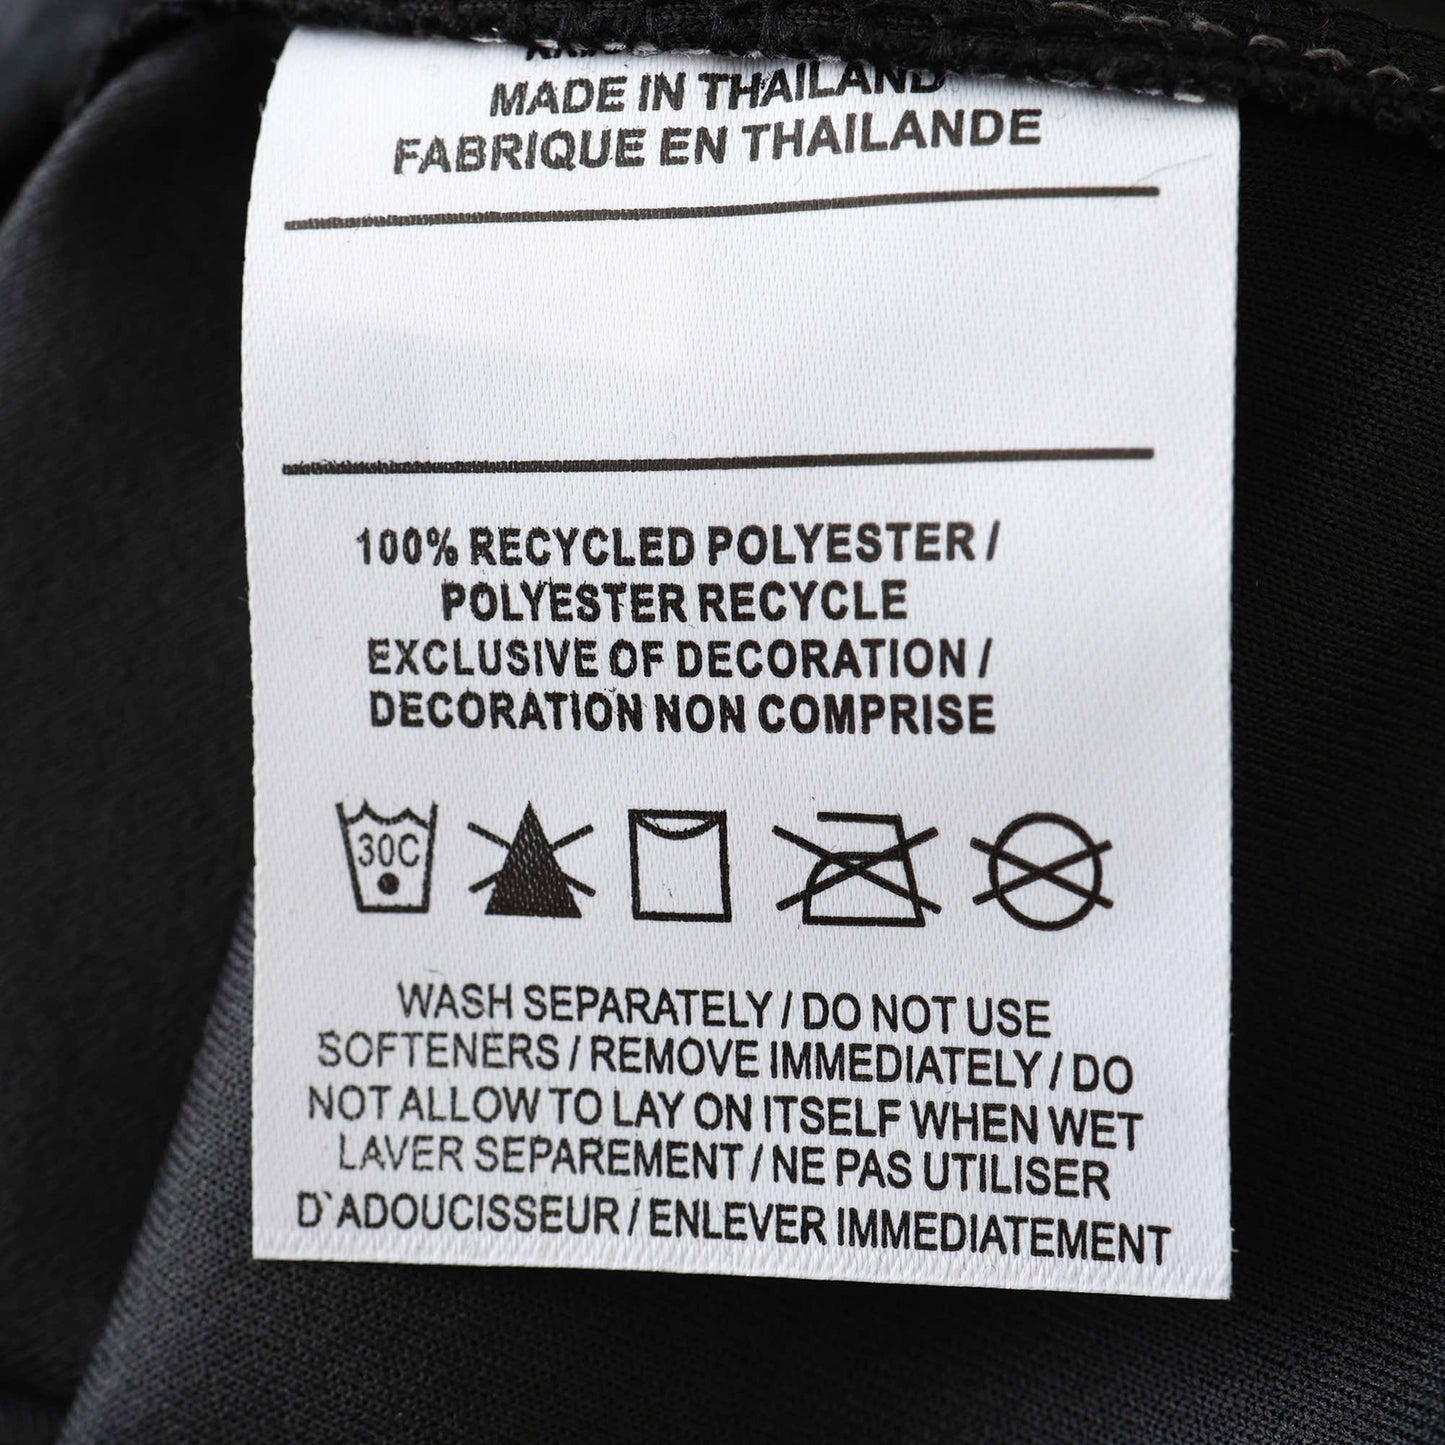 MADE IN THAILAND
FABRIQUE EN THAILANDE
100% RECYCLED POLYESTER /
POLYESTER RECYCLE
EXCLUSIVE OF DECORATION /
DECORATION NON COMPRISE
30C
WASH SEPARATELY / DO NOT USE
SOFTENERS / REMOVE IMMEDIATELY / DO
NOT ALLOW TO LAY ON ITSELF WHEN WET
LAVER SEPAREMENT / NE PAS UTILISER
D`ADOUCISSEUR / ENLEVER IMMEDIATEMENT